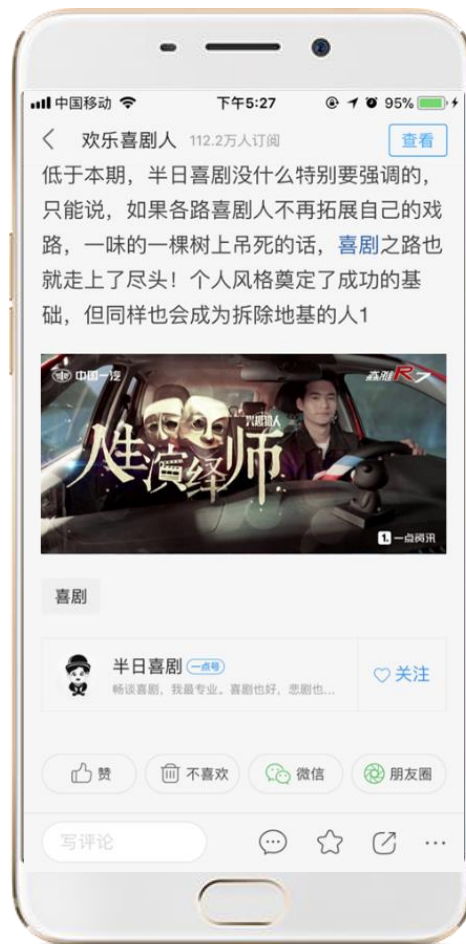 中国移动 下午5:27 95%
欢乐喜剧人 112.2万人订阅 查看
低于本期，半日喜剧没什么特别要强调的，
只能说，如果各路喜剧人不再拓展自己的戏
路，一味的一棵树上吊死的话，喜剧之路也
就走上了尽头！个人风格奠定了成功的基
础，但同样也会成为拆除地基的人1
中国一汽 森雅R7
人生演绎师
1. 一点资讯
喜剧
半日喜剧 一点号
畅谈喜剧，我最专业。喜剧也好，悲剧也...
关注
赞 不喜欢 微信 朋友圈
写评论